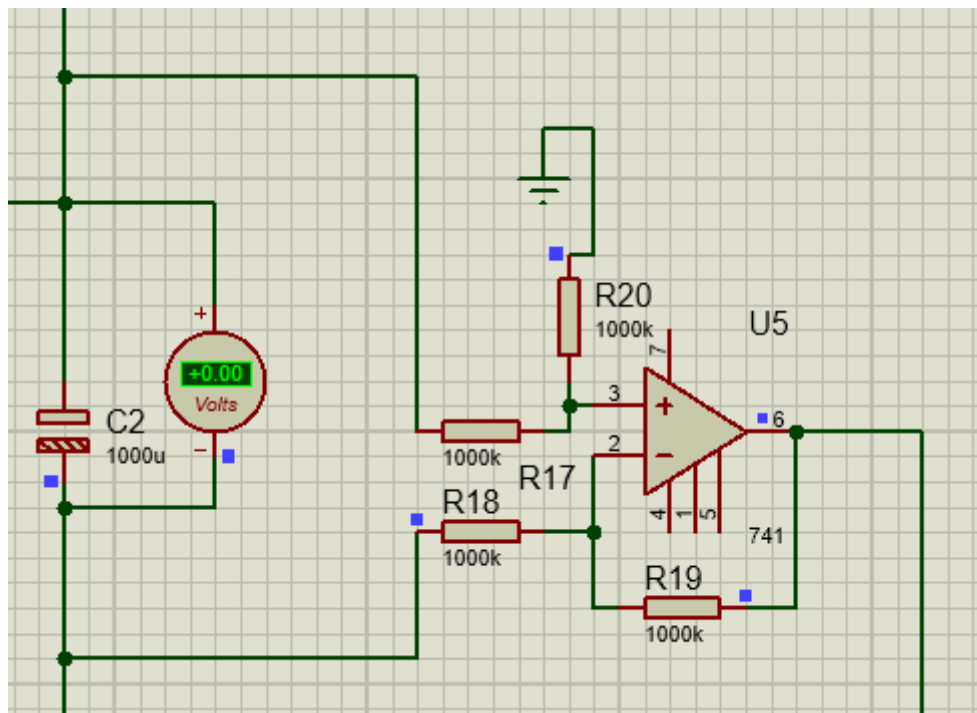 +
+0.00
Volts
−
C2
1000u
R20
1000k
U5
7
3
+
2
−
6
1000k
R17
R18
1000k
4
1
5
741
R19
1000k